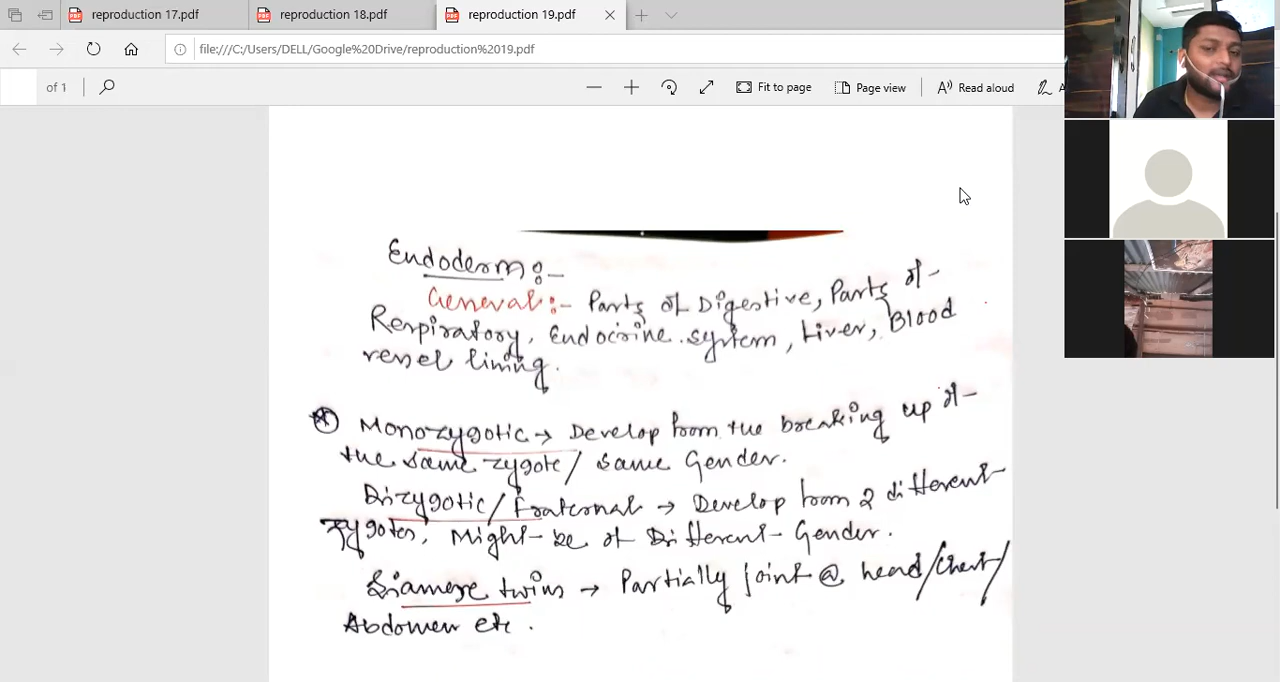 reproduction 17.pdf
reproduction 18.pdf
reproduction 19.pdf
file:///C:/Users/DELL/Google%20Drive/reproduction%2019.pdf
of 1
Fit to page
Page view
Read aloud
Endoderm :-
General :- Parts of Digestive, Parts of
Respiratory, Endocrine system, Liver, Blood
vessel lining.
Monozygotic → Develop from the breaking up of
the same zygote / same Gender.
Dizygotic / Fraternal → Develop from 2 different
zygotes, Might be of Different Gender.
Siamese twins → Partially joint @ head/chest/
Abdomen etc.